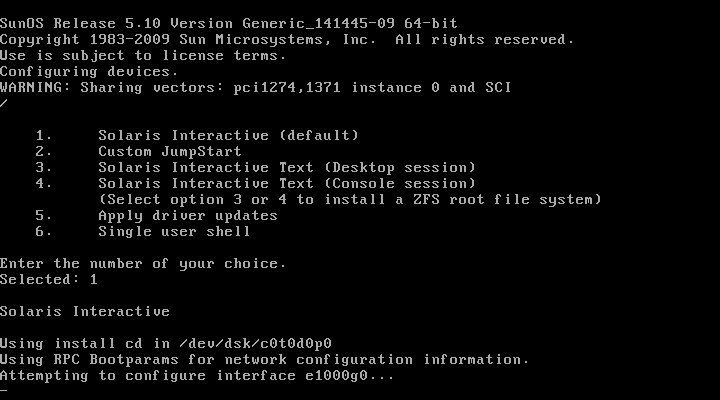 SunOS Release 5.10 Version Generic_141445-09 64-bit
Copyright 1983-2009 Sun Microsystems, Inc.  All rights reserved.
Use is subject to license terms.
Configuring devices.
WARNING: Sharing vectors: pci1274,1371 instance 0 and SCI
/
1.      Solaris Interactive (default)
2.      Custom JumpStart
3.      Solaris Interactive Text (Desktop session)
4.      Solaris Interactive Text (Console session)
(Select option 3 or 4 to install a ZFS root file system)
5.      Apply driver updates
6.      Single user shell
Enter the number of your choice.
Selected: 1
Solaris Interactive
Using install cd in /dev/dsk/c0t0d0p0
Using RPC Bootparams for network configuration information.
Attempting to configure interface e1000g0...